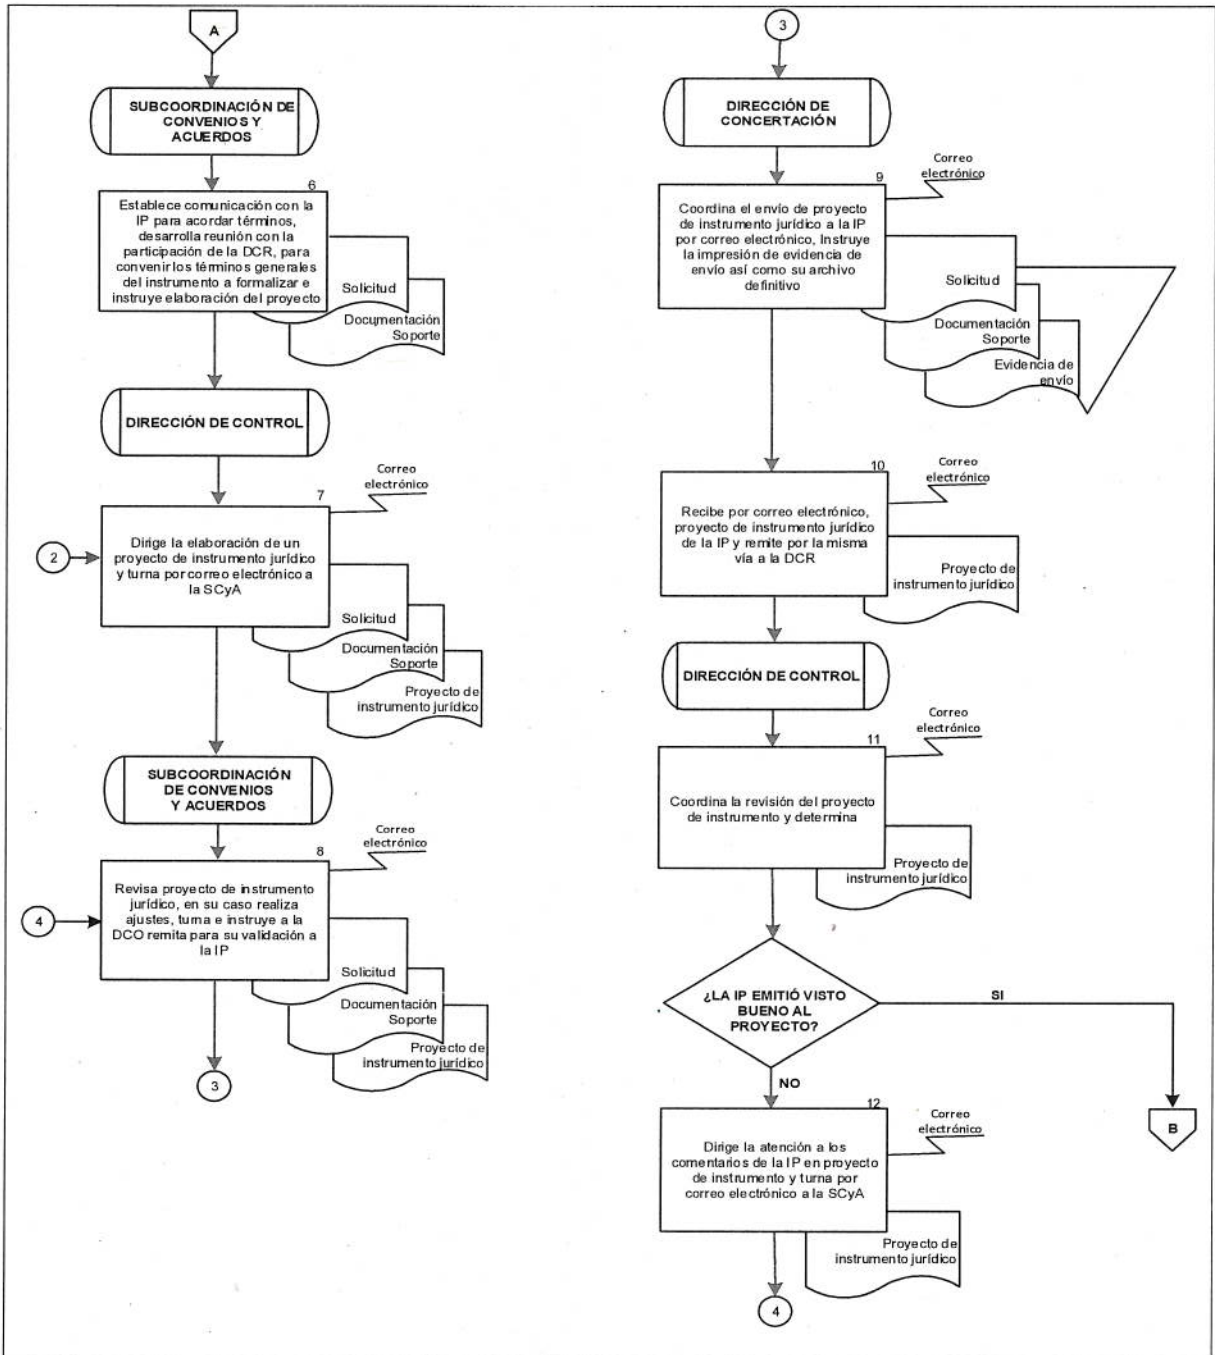 A
SUBCOORDINACIÓN DE
CONVENIOS Y
ACUERDOS
6
Establece comunicación con la
IP para acordar términos,
desarrolla reunión con la
participación de la DCR, para
convenirlos términos generales
del instrumento a formalizar e
instruye elaboración del proyecto
Solicitud
Documentación
Soporte
DIRECCIÓN DE CONTROL
Correo
electrónico
7
2
Dirige la elaboración de un
proyecto de instrumento jurídico
y turna por correo electrónico a
la SCyA
Solicitud
Documentación
Soporte
Proyecto de
instrumento jurídico
SUBCOORDINACIÓN
DE CONVENIOS
Y ACUERDOS
Correo
electrónico
8
4
Revisa proyecto de instrumento
jurídico, en su caso realiza
ajustes, turna e instruye a la
DCO remita para su validación a
la IP
Solicitud
Documentación
Soporte
Proyecto de
instrumento jurídico
3
3
DIRECCIÓN DE
CONCERTACIÓN
Correo
electrónico
9
Coordina el envío de proyecto
de instrumento jurídico a la IP
por correo electrónico, Instruye
la impresión de evidencia de
envío así como su archivo
definitivo
Solicitud
Documentación
Soporte
Evidencia de
envío
Correo
electrónico
10
Recibe por correo electrónico,
proyecto de instrumento jurídico
de la IP y remite por la misma
vía a la DCR
Proyecto de
instrumento jurídico
DIRECCIÓN DE CONTROL
Correo
electrónico
11
Coordina la revisión del proyecto
de instrumento y determina
Proyecto de
instrumento jurídico
¿LA IP EMITIÓ VISTO
BUENO AL
PROYECTO?
SI
B
NO
12
Correo
electrónico
Dirige la atención a los
comentarios de la IP en proyecto
de instrumento y turna por
correo electrónico a la SCyA
Proyecto de
instrumento jurídico
4